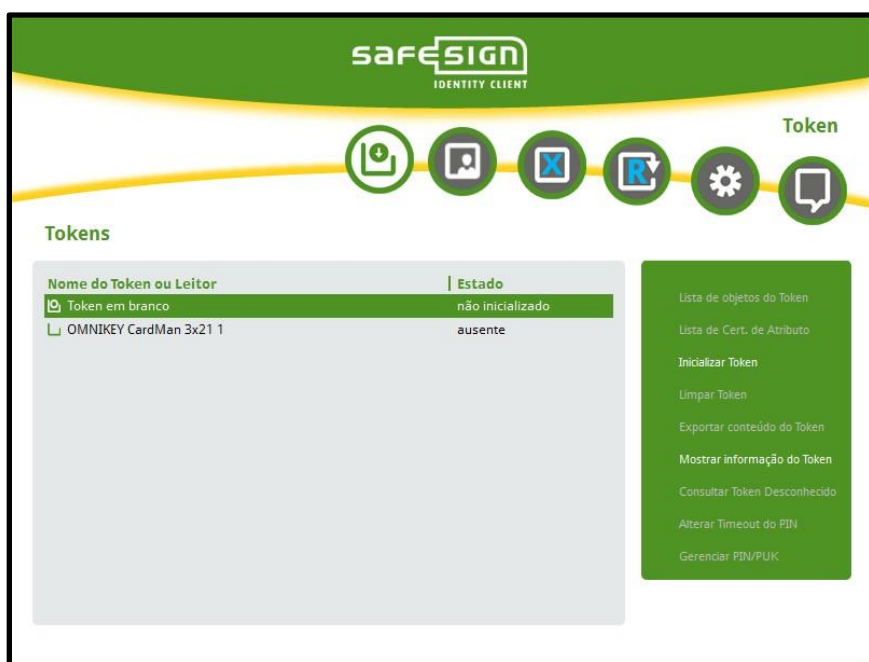 safesign
IDENTITY CLIENT
Token
Tokens
Nome do Token ou Leitor
Estado
Token em branco
não inicializado
OMNIKEY CardMan 3x21 1
ausente
Lista de objetos do Token
Lista de Cert. de Atributo
Inicializar Token
Limpar Token
Exportar conteúdo do Token
Mostrar informação do Token
Consultar Token Desconhecido
Alterar Timeout do PIN
Gerenciar PIN/PUK